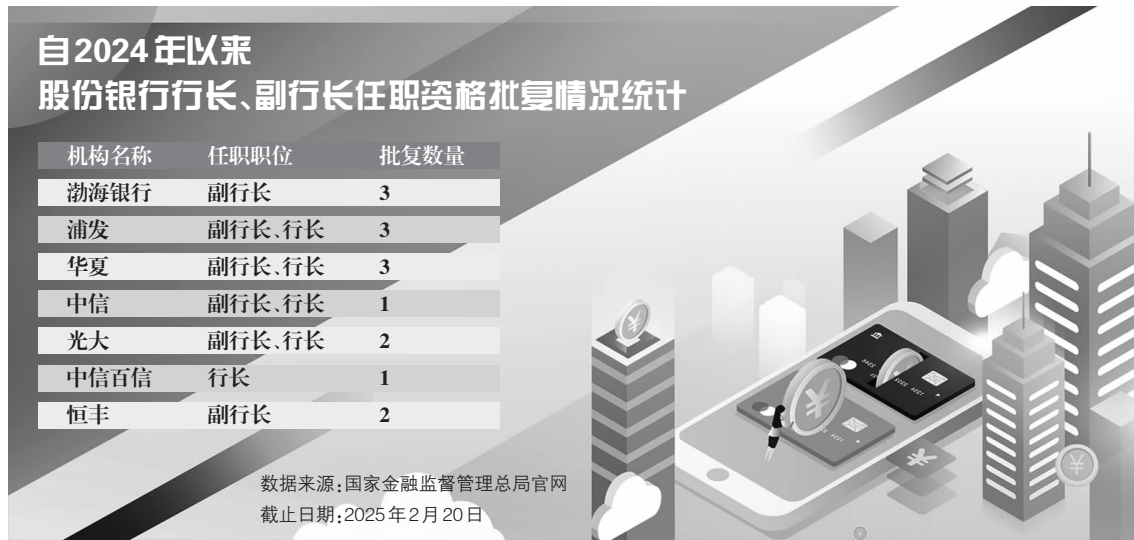 自2024年以来
股份银行行长、副行长任职资格批复情况统计
机构名称 任职职位 批复数量
渤海银行 副行长 3
浦发 副行长、行长 3
华夏 副行长、行长 3
中信 副行长、行长 1
光大 副行长、行长 2
中信百信 行长 1
恒丰 副行长 2
数据来源:国家金融监督管理总局官网
截止日期:2025年2月20日